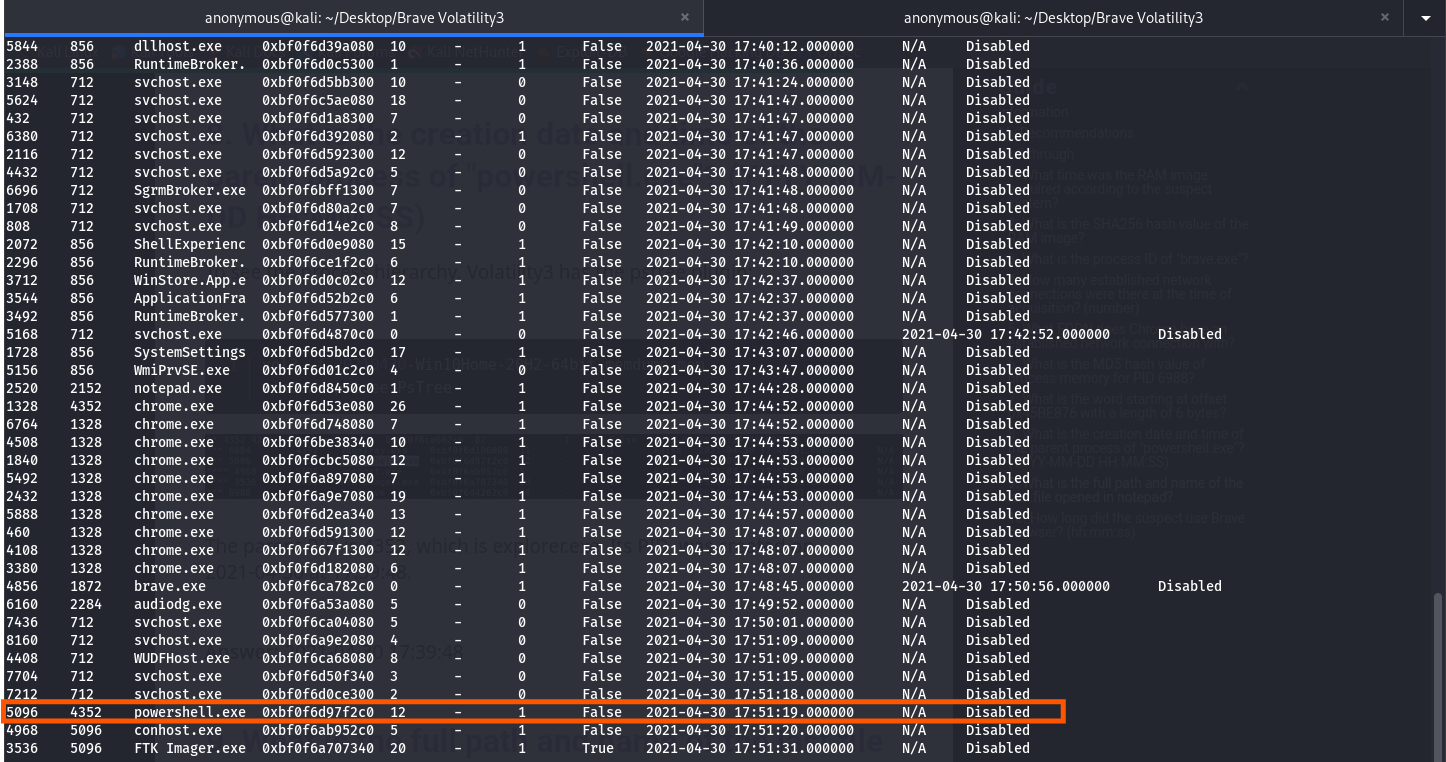 anonymous@kali: ~/Desktop/Brave Volatility3 × anonymous@kali: ~/Desktop/Brave Volatility3 ×
5844 856 dllhost.exe 0xbf0f6d39a080 10 - 1 False 2021-04-30 17:40:12.000000 N/A Disabled
2388 856 RuntimeBroker. 0xbf0f6d0c5300 1 - 1 False 2021-04-30 17:40:36.000000 N/A Disabled
3148 712 svchost.exe 0xbf0f6d5bb300 10 - 0 False 2021-04-30 17:41:24.000000 N/A Disabled
5624 712 svchost.exe 0xbf0f6c5ae080 18 - 0 False 2021-04-30 17:41:47.000000 N/A Disabled
432 712 svchost.exe 0xbf0f6d1a8300 7 - 0 False 2021-04-30 17:41:47.000000 N/A Disabled
6380 712 svchost.exe 0xbf0f6d392080 2 - 0 False 2021-04-30 17:41:47.000000 N/A Disabled
2116 712 svchost.exe 0xbf0f6d592300 12 - 0 False 2021-04-30 17:41:47.000000 N/A Disabled
4432 712 svchost.exe 0xbf0f6d5a92c0 5 - 0 False 2021-04-30 17:41:48.000000 N/A Disabled
6696 712 SgrmBroker.exe 0xbf0f6bff1300 7 - 0 False 2021-04-30 17:41:48.000000 N/A Disabled
1708 712 svchost.exe 0xbf0f6d80a2c0 7 - 0 False 2021-04-30 17:41:48.000000 N/A Disabled
808 712 svchost.exe 0xbf0f6d14e2c0 8 - 0 False 2021-04-30 17:41:49.000000 N/A Disabled
2072 856 ShellExperienc 0xbf0f6d0e9080 15 - 1 False 2021-04-30 17:42:10.000000 N/A Disabled
2296 856 RuntimeBroker. 0xbf0f6ce1f2c0 6 - 1 False 2021-04-30 17:42:10.000000 N/A Disabled
3712 856 WinStore.App.e 0xbf0f6d0c02c0 12 - 1 False 2021-04-30 17:42:37.000000 N/A Disabled
3544 856 ApplicationFra 0xbf0f6d52b2c0 6 - 1 False 2021-04-30 17:42:37.000000 N/A Disabled
3492 856 RuntimeBroker. 0xbf0f6d577300 1 - 1 False 2021-04-30 17:42:37.000000 N/A Disabled
5168 712 svchost.exe 0xbf0f6d4870c0 0 - 0 False 2021-04-30 17:42:46.000000 2021-04-30 17:42:52.000000 Disabled
1728 856 SystemSettings 0xbf0f6d5bd2c0 17 - 1 False 2021-04-30 17:43:07.000000 N/A Disabled
5156 856 WmiPrvSE.exe 0xbf0f6d01c2c0 4 - 0 False 2021-04-30 17:43:47.000000 N/A Disabled
2520 2152 notepad.exe 0xbf0f6d8450c0 1 - 1 False 2021-04-30 17:44:28.000000 N/A Disabled
1328 4352 chrome.exe 0xbf0f6d53e080 26 - 1 False 2021-04-30 17:44:52.000000 N/A Disabled
6764 1328 chrome.exe 0xbf0f6d748080 7 - 1 False 2021-04-30 17:44:52.000000 N/A Disabled
4508 1328 chrome.exe 0xbf0f6be38340 10 - 1 False 2021-04-30 17:44:53.000000 N/A Disabled
1840 1328 chrome.exe 0xbf0f6cbc5080 12 - 1 False 2021-04-30 17:44:53.000000 N/A Disabled
5492 1328 chrome.exe 0xbf0f6a897080 7 - 1 False 2021-04-30 17:44:53.000000 N/A Disabled
2432 1328 chrome.exe 0xbf0f6a9e7080 19 - 1 False 2021-04-30 17:44:53.000000 N/A Disabled
5888 1328 chrome.exe 0xbf0f6d2ea340 13 - 1 False 2021-04-30 17:44:57.000000 N/A Disabled
460 1328 chrome.exe 0xbf0f6d591300 12 - 1 False 2021-04-30 17:48:07.000000 N/A Disabled
4108 1328 chrome.exe 0xbf0f667f1300 12 - 1 False 2021-04-30 17:48:07.000000 N/A Disabled
3380 1328 chrome.exe 0xbf0f6d182080 6 - 1 False 2021-04-30 17:48:07.000000 N/A Disabled
4856 1872 brave.exe 0xbf0f6ca782c0 0 - 1 False 2021-04-30 17:48:45.000000 2021-04-30 17:50:56.000000 Disabled
6160 2284 audiodg.exe 0xbf0f6a53a080 5 - 0 False 2021-04-30 17:49:52.000000 N/A Disabled
7436 712 svchost.exe 0xbf0f6ca04080 5 - 0 False 2021-04-30 17:50:01.000000 N/A Disabled
8160 712 svchost.exe 0xbf0f6a9e2080 4 - 0 False 2021-04-30 17:51:09.000000 N/A Disabled
4408 712 WUDFHost.exe 0xbf0f6ca68080 8 - 0 False 2021-04-30 17:51:09.000000 N/A Disabled
7704 712 svchost.exe 0xbf0f6d50f340 3 - 0 False 2021-04-30 17:51:15.000000 N/A Disabled
7212 712 svchost.exe 0xbf0f6d0ce300 2 - 0 False 2021-04-30 17:51:18.000000 N/A Disabled
5096 4352 powershell.exe 0xbf0f6d97f2c0 12 - 1 False 2021-04-30 17:51:19.000000 N/A Disabled
4968 5096 conhost.exe 0xbf0f6ab952c0 5 - 1 False 2021-04-30 17:51:20.000000 N/A Disabled
3536 5096 FTK Imager.exe 0xbf0f6a707340 20 - 1 True 2021-04-30 17:51:31.000000 N/A Disabled